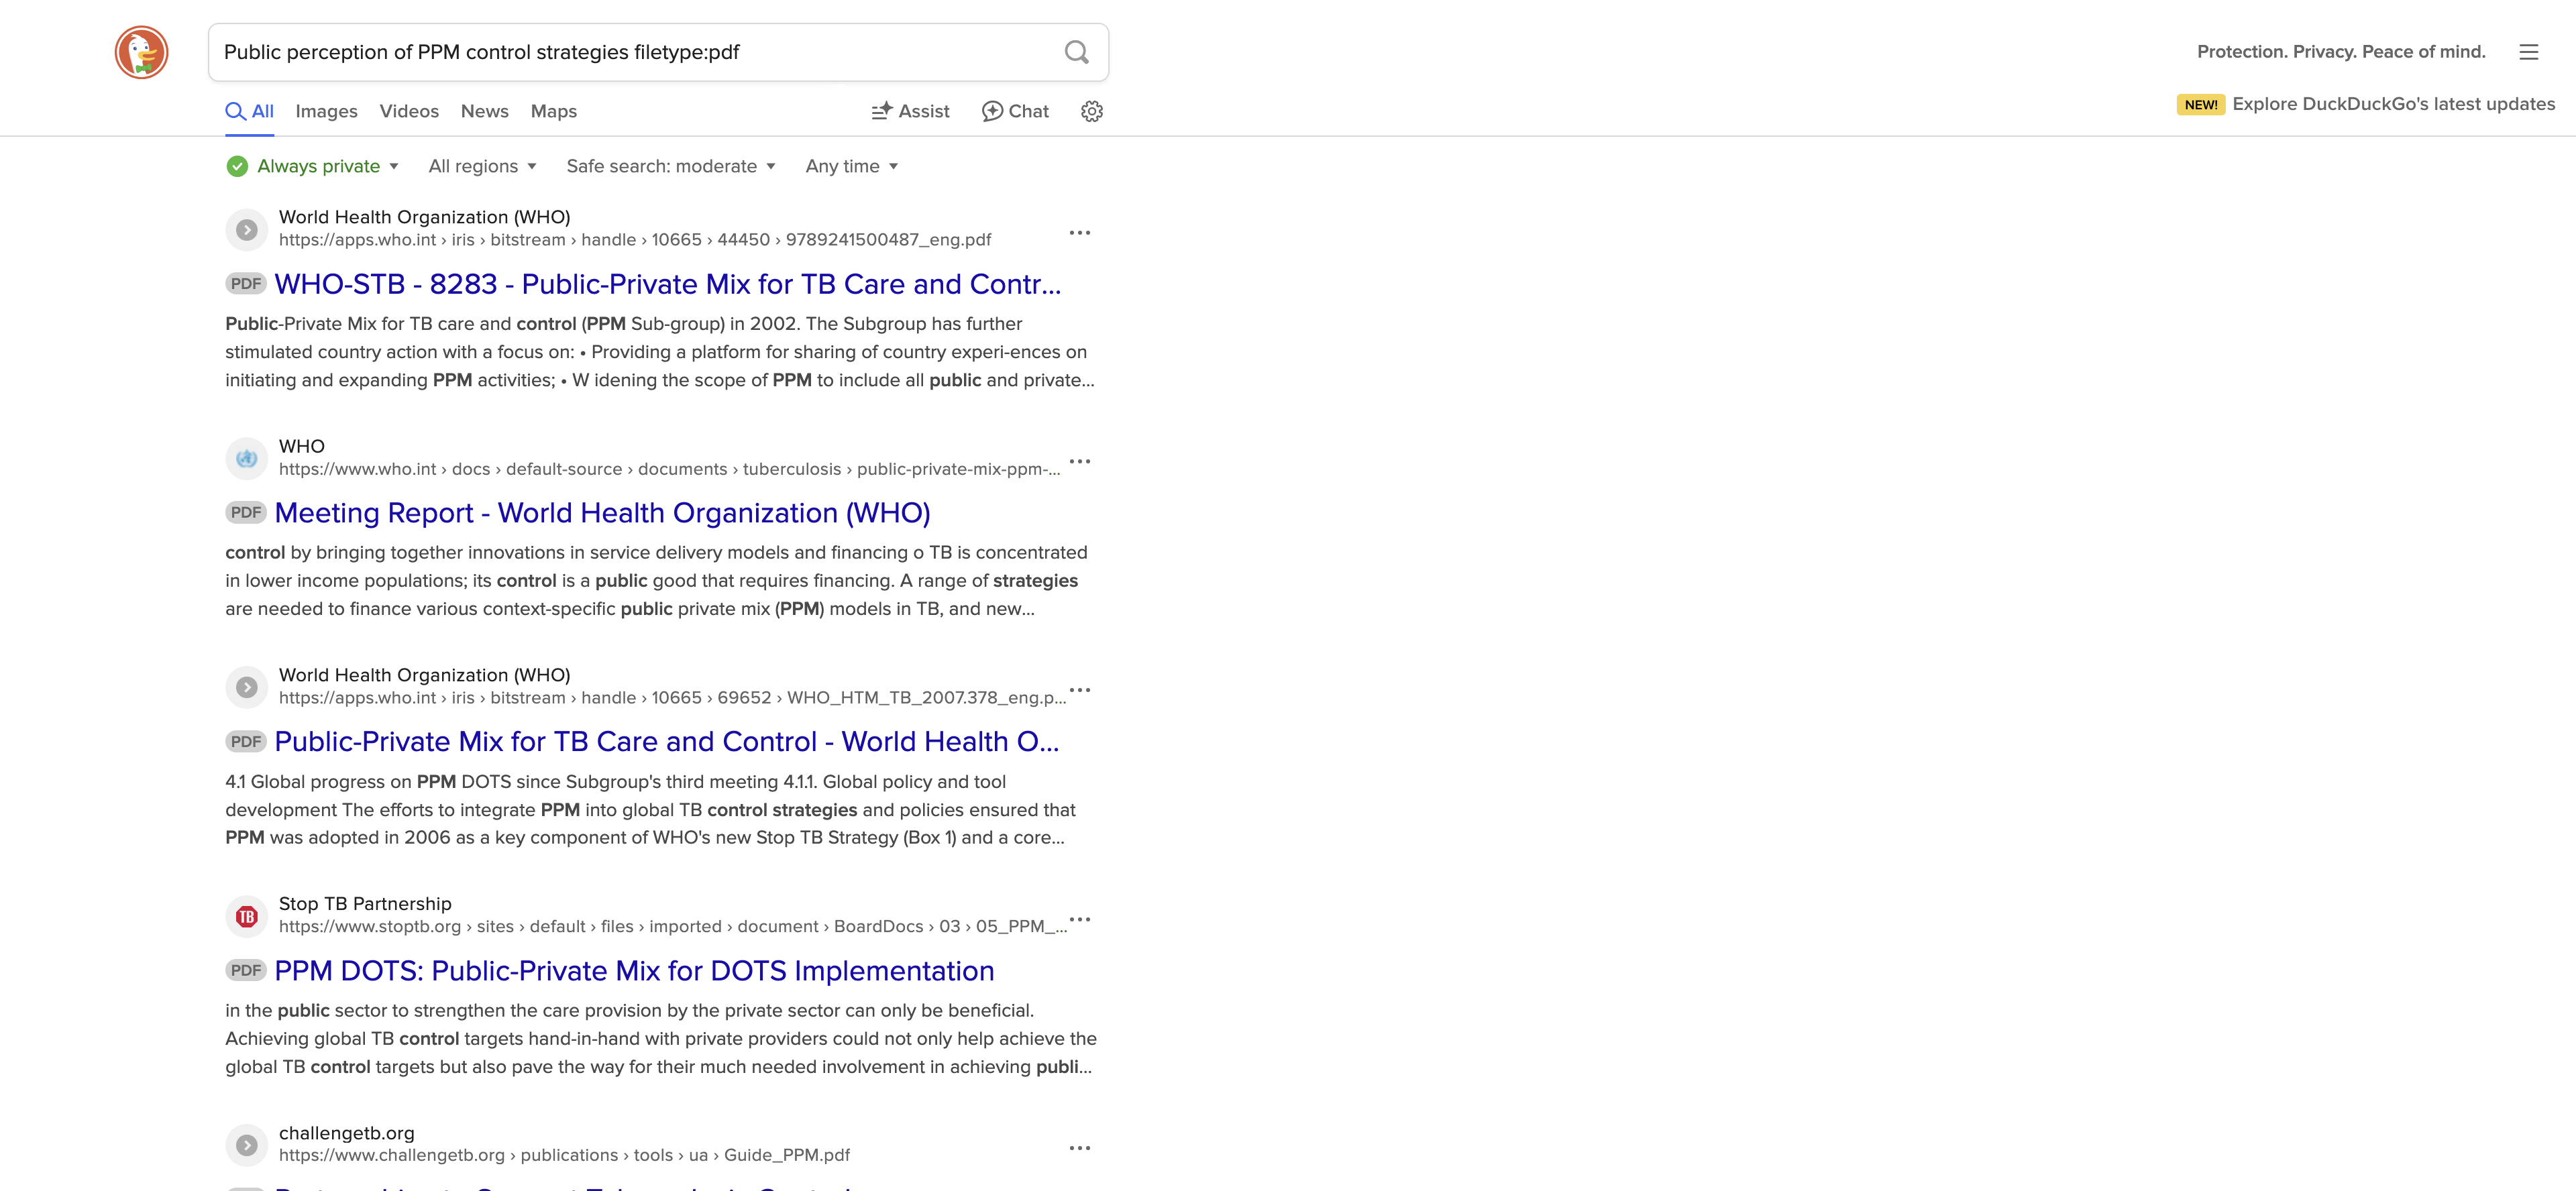 Public perception of PPM control strategies filetype:pdf
Protection. Privacy. Peace of mind.
All Images Videos News Maps Assist Chat
NEW! Explore DuckDuckGo's latest updates
Always private All regions Safe search: moderate Any time
World Health Organization (WHO)
https://apps.who.int › iris › bitstream › handle › 10665 › 44450 › 9789241500487_eng.pdf
PDF WHO-STB - 8283 - Public-Private Mix for TB Care and Contr...
Public-Private Mix for TB care and control (PPM Sub-group) in 2002. The Subgroup has further
stimulated country action with a focus on: • Providing a platform for sharing of country experi-ences on
initiating and expanding PPM activities; • W idening the scope of PPM to include all public and private...
WHO
https://www.who.int › docs › default-source › documents › tuberculosis › public-private-mix-ppm-...
PDF Meeting Report - World Health Organization (WHO)
control by bringing together innovations in service delivery models and financing o TB is concentrated
in lower income populations; its control is a public good that requires financing. A range of strategies
are needed to finance various context-specific public private mix (PPM) models in TB, and new...
World Health Organization (WHO)
https://apps.who.int › iris › bitstream › handle › 10665 › 69652 › WHO_HTM_TB_2007.378_eng.p...
PDF Public-Private Mix for TB Care and Control - World Health O...
4.1 Global progress on PPM DOTS since Subgroup's third meeting 4.1.1. Global policy and tool
development The efforts to integrate PPM into global TB control strategies and policies ensured that
PPM was adopted in 2006 as a key component of WHO's new Stop TB Strategy (Box 1) and a core...
TB
Stop TB Partnership
https://www.stoptb.org › sites › default › files › imported › document › BoardDocs › 03 › 05_PPM_...
PDF PPM DOTS: Public-Private Mix for DOTS Implementation
in the public sector to strengthen the care provision by the private sector can only be beneficial.
Achieving global TB control targets hand-in-hand with private providers could not only help achieve the
global TB control targets but also pave the way for their much needed involvement in achieving publi...
challengetb.org
https://www.challengetb.org › publications › tools › ua › Guide_PPM.pdf